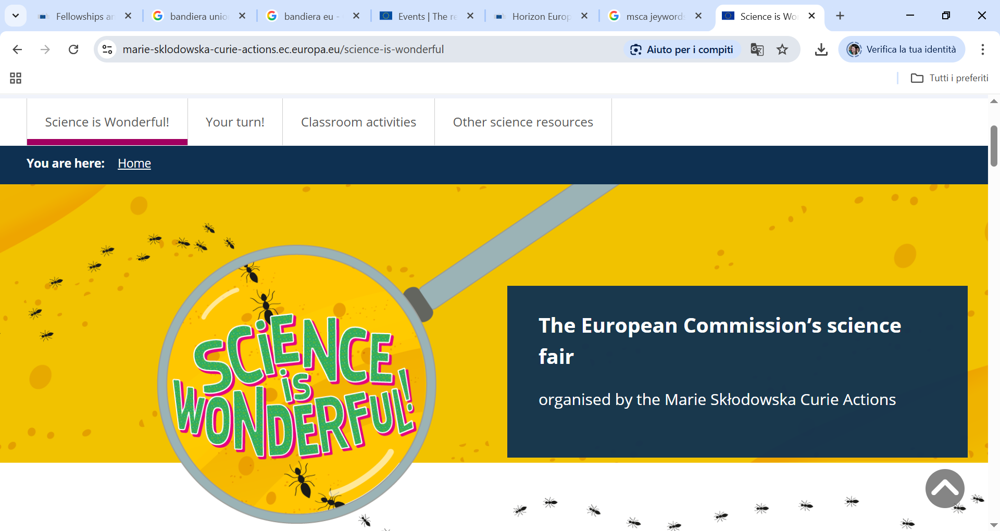 Fellowships ar
bandiera unio
bandiera eu -
Events | The re
Horizon Europ
msca jeyword
Science is Wo
marie-sklodowska-curie-actions.ec.europa.eu/science-is-wonderful
Aiuto per i compiti
Verifica la tua identità
Tutti i preferiti
Science is Wonderful!
Your turn!
Classroom activities
Other science resources
You are here: Home
SCiENCE
is
WONDERFUL!
The European Commission’s science
fair
organised by the Marie Skłodowska Curie Actions